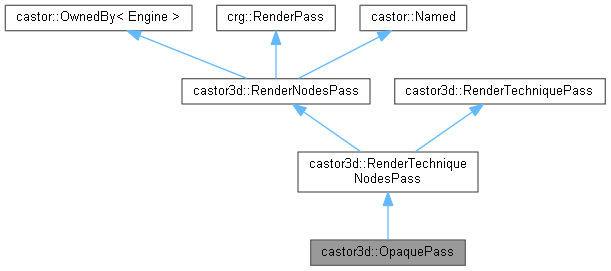 castor::OwnedBy< Engine >
crg::RenderPass
castor::Named
castor3d::RenderNodesPass
castor3d::RenderTechniquePass
castor3d::RenderTechnique
NodesPass
castor3d::OpaquePass